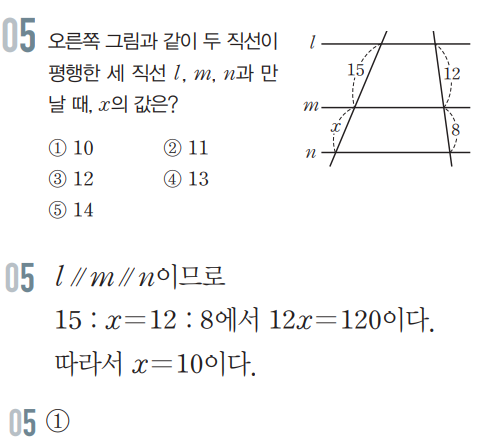 05 오른쪽 그림과 같이 두 직선이
평행한 세 직선 l, m, n과 만
날 때, x의 값은?
① 10 ② 11
③ 12 ④ 13
⑤ 14
l
15 12
m
x 8
n
05 l∥m∥n이므로
15 : x=12 : 8에서 12x=120이다.
따라서 x=10이다.
05 ①